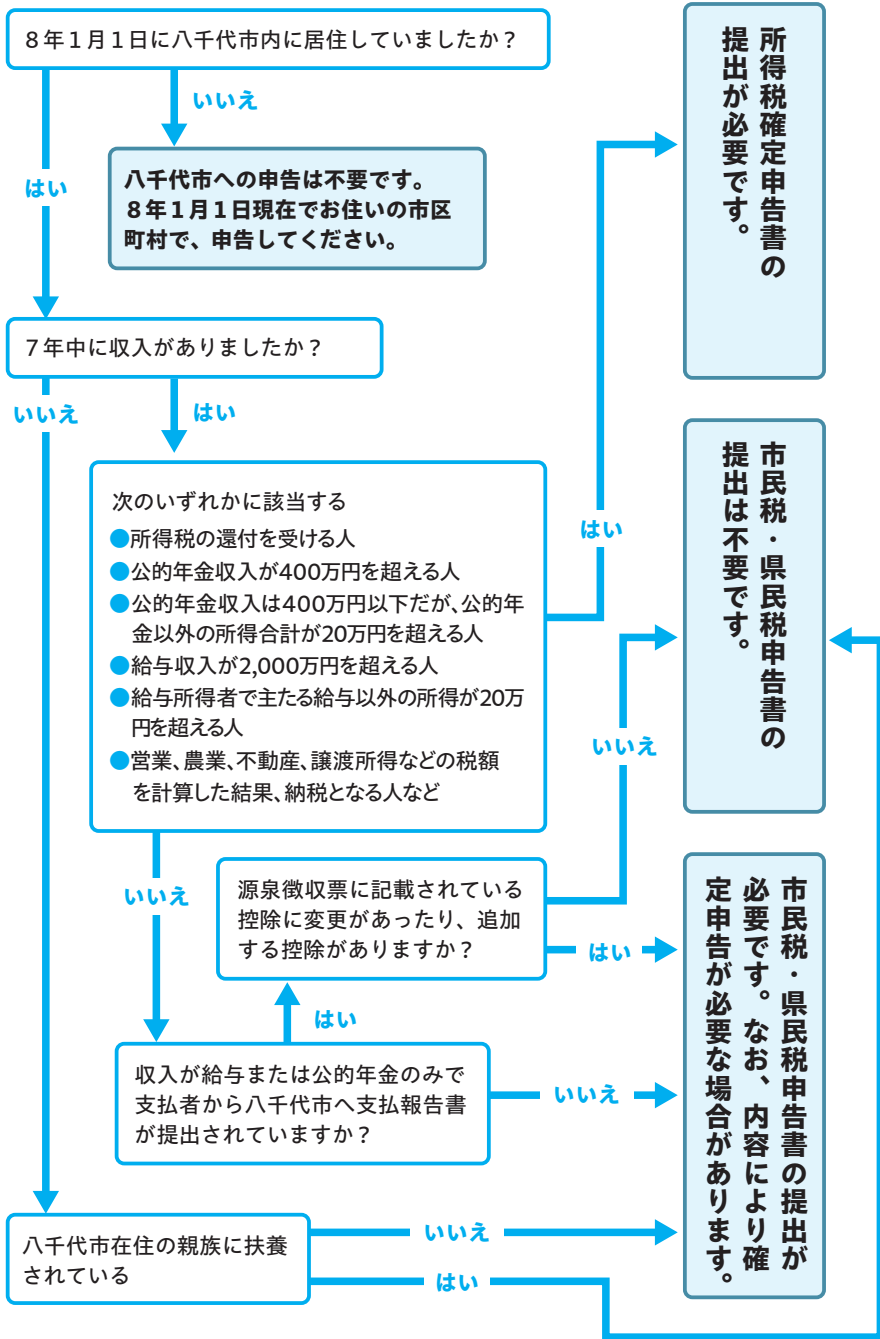 8年1月1日に八千代市内に居住していましたか？
いいえ
はい
八千代市への申告は不要です。
8年1月1日現在でお住いの市区
町村で、申告してください。
7年中に収入がありましたか？
いいえ
はい
次のいずれかに該当する
●所得税の還付を受ける人
●公的年金収入が400万円を超える人
●公的年金収入は400万円以下だが、公的年
金以外の所得合計が20万円を超える人
●給与収入が2,000万円を超える人
●給与所得者で主たる給与以外の所得が20万
円を超える人
●営業、農業、不動産、譲渡所得などの税額
を計算した結果、納税となる人など
はい
いいえ
いいえ
源泉徴収票に記載されている
控除に変更があったり、追加
する控除がありますか？
はい
はい
収入が給与または公的年金のみで
支払者から八千代市へ支払報告書
が提出されていますか？
いいえ
八千代市在住の親族に扶養
されている
いいえ
はい
所得税確定申告書の
提出が必要です。
市民税・県民税申告書の
提出は不要です。
市民税・県民税申告書の提出が
必要です。なお、内容により確
定申告が必要な場合があります。